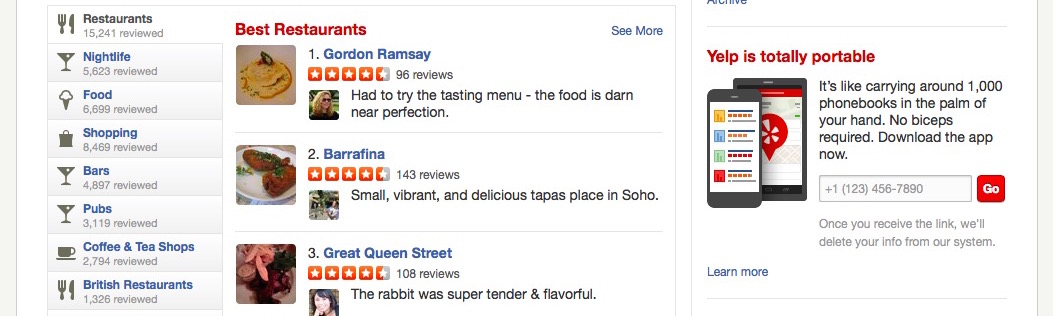 Restaurants
15,241 reviewed
Nightlife
5,623 reviewed
Food
6,699 reviewed
Shopping
8,469 reviewed
Bars
4,897 reviewed
Pubs
3,119 reviewed
Coffee & Tea Shops
2,794 reviewed
British Restaurants
1,326 reviewed
Best Restaurants
See More
1. Gordon Ramsay
96 reviews
Had to try the tasting menu - the food is darn
near perfection.
2. Barrafina
143 reviews
Small, vibrant, and delicious tapas place in Soho.
3. Great Queen Street
108 reviews
The rabbit was super tender & flavorful.
Archive
Yelp is totally portable
It's like carrying around 1,000
phonebooks in the palm of
your hand. No biceps
required. Download the app
now.
+1 (123) 456-7890
Go
Once you receive the link, we'll
delete your info from our system.
Learn more